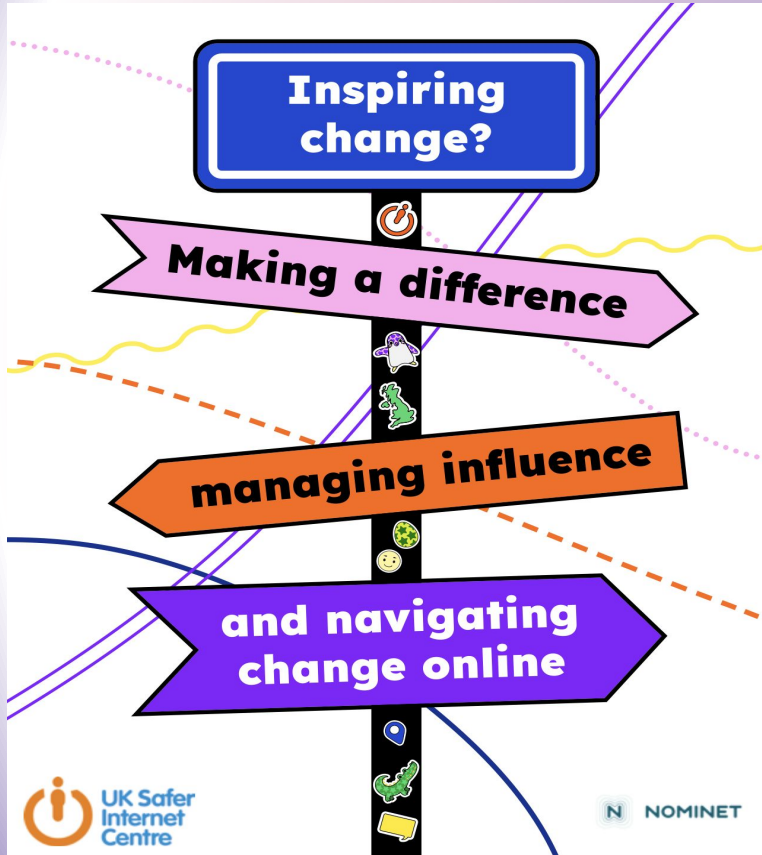 Inspiring
change?
Making a difference
managing influence
and navigating
change online
UK Safer
Internet
Centre
N NOMINET